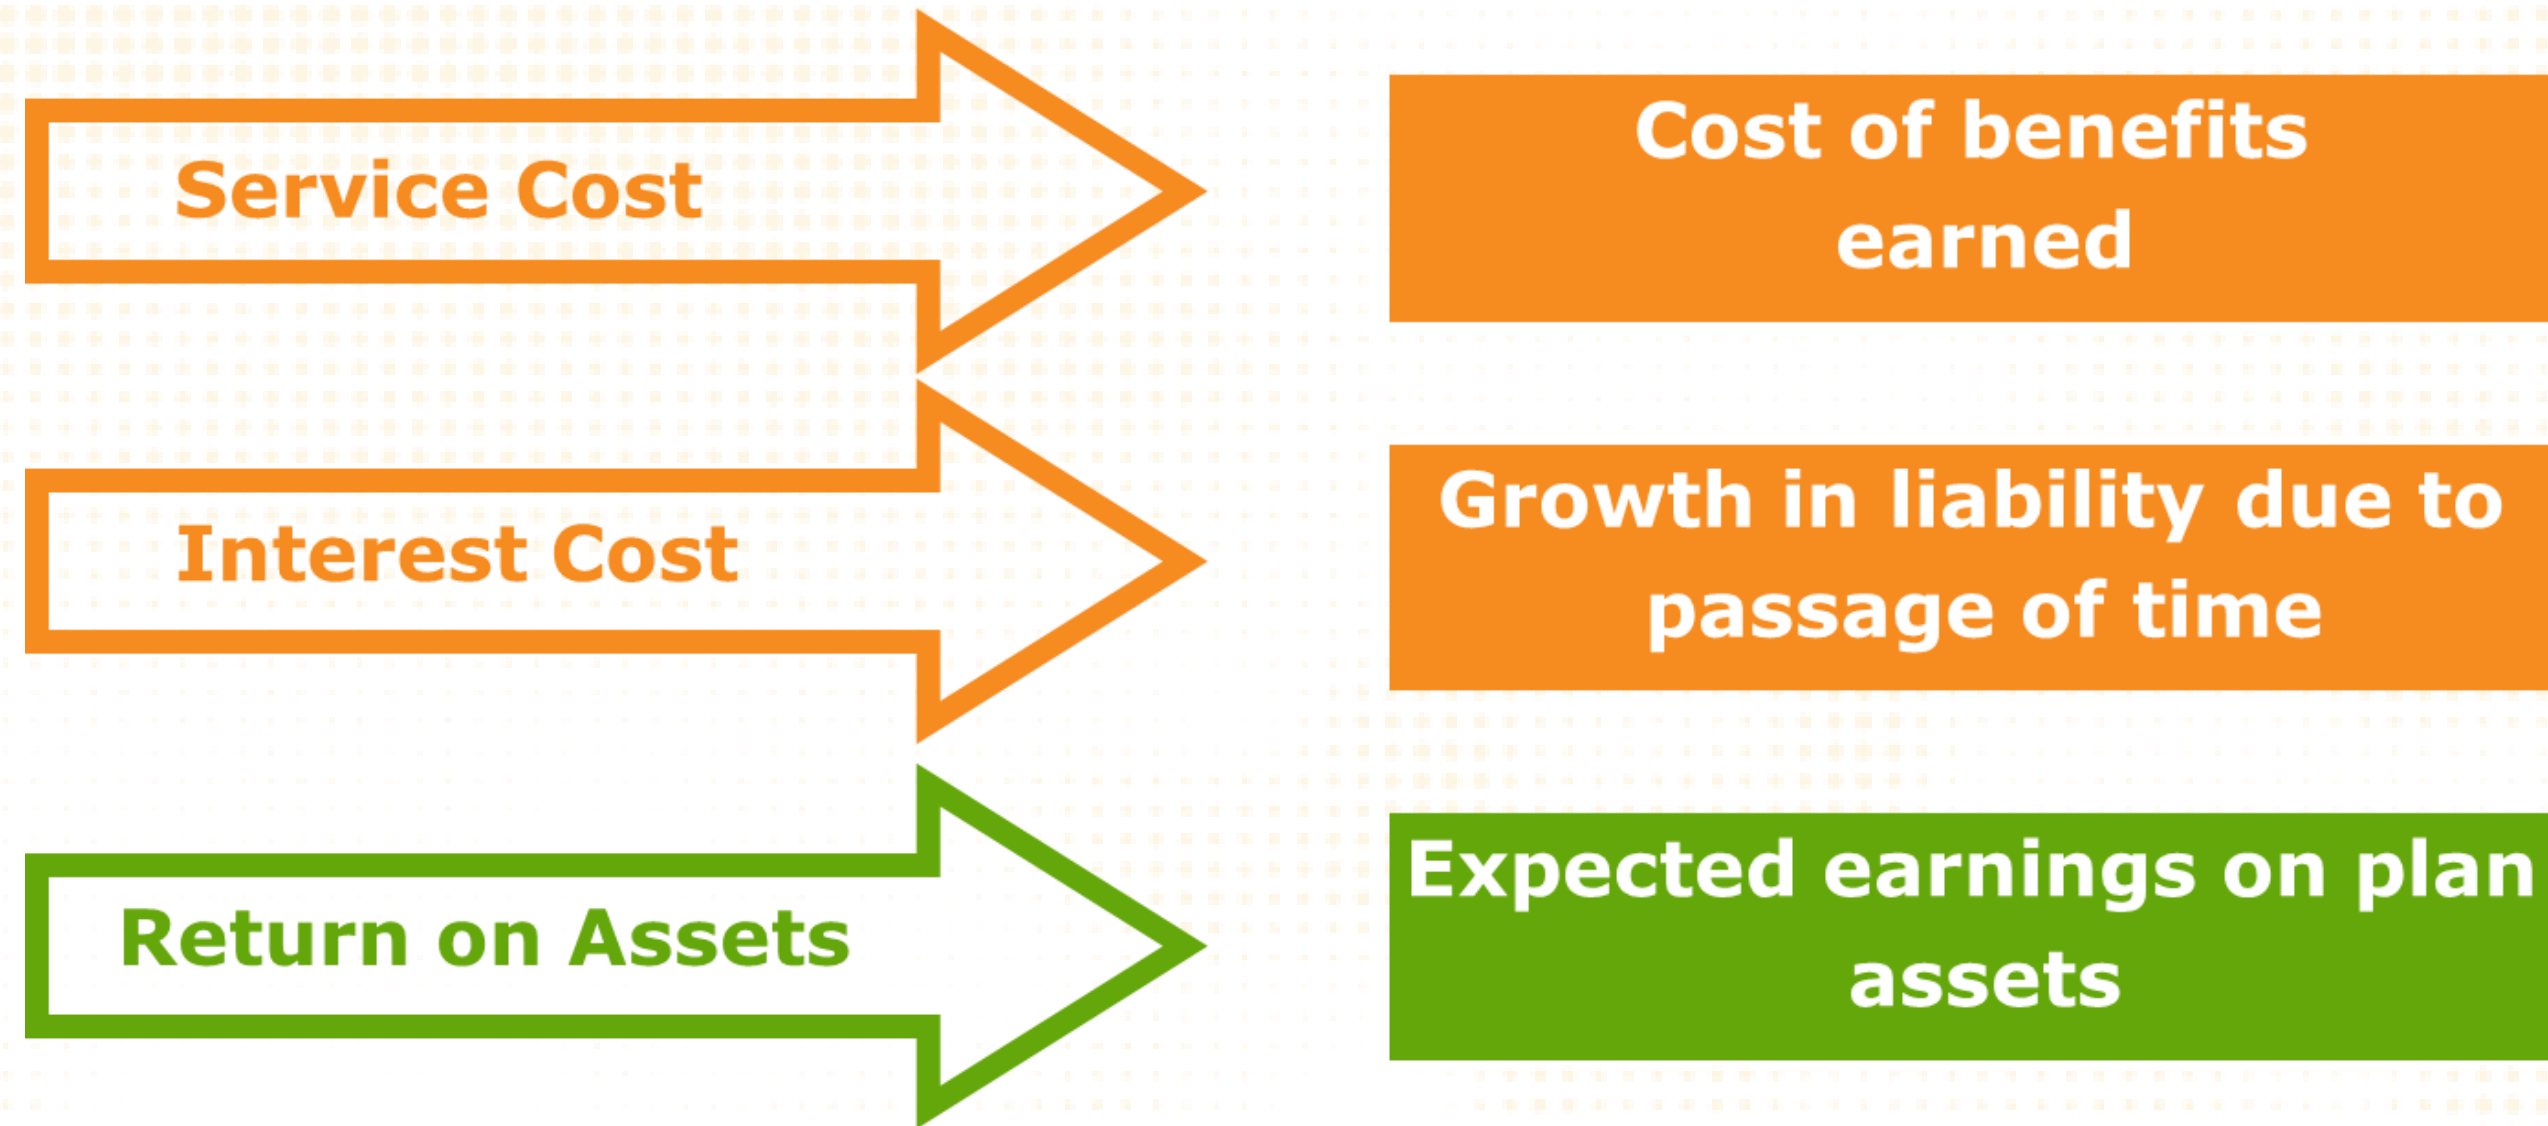 Service Cost
Cost of benefits
earned
Interest Cost
Growth in liability due to
passage of time
Return on Assets
Expected earnings on plan
assets